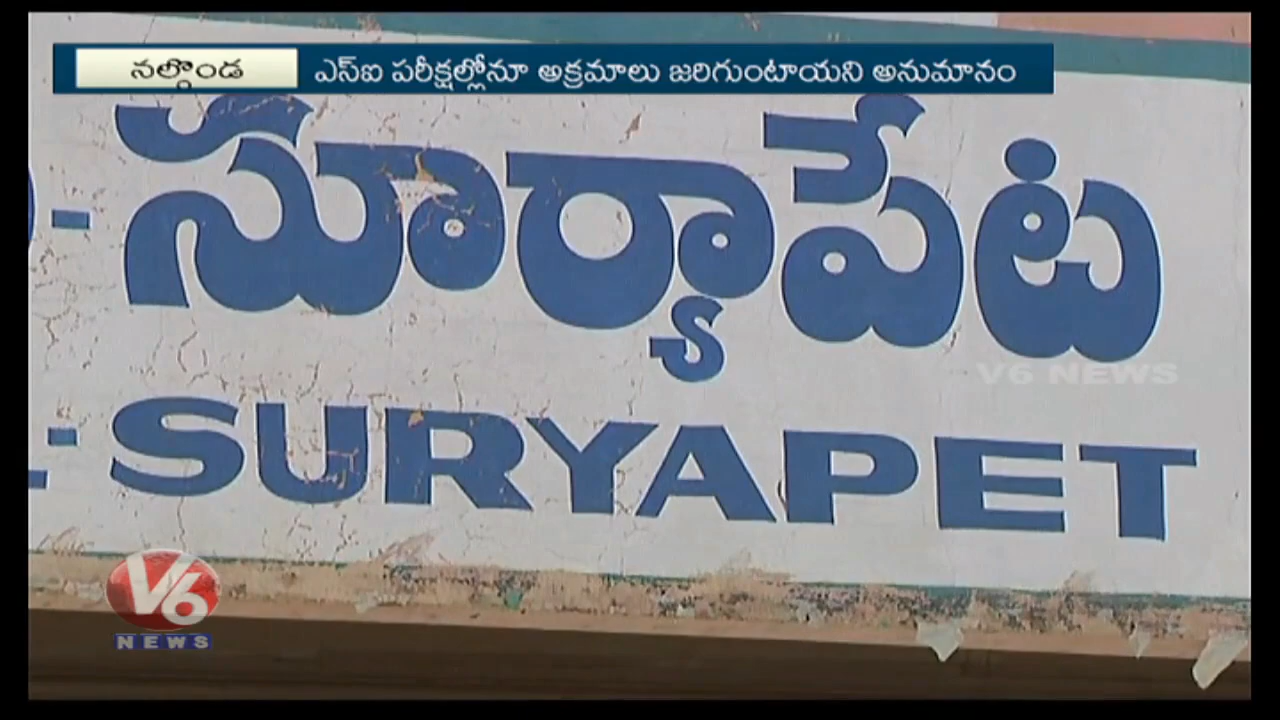 నల్గొండ ఎస్ఐ పరీక్షల్లోనూ అక్రమాలు జరిగుంటాయని అనుమానం
- సూర్యాపేట
V6 NEWS
- SURYAPET
V6
NEWS